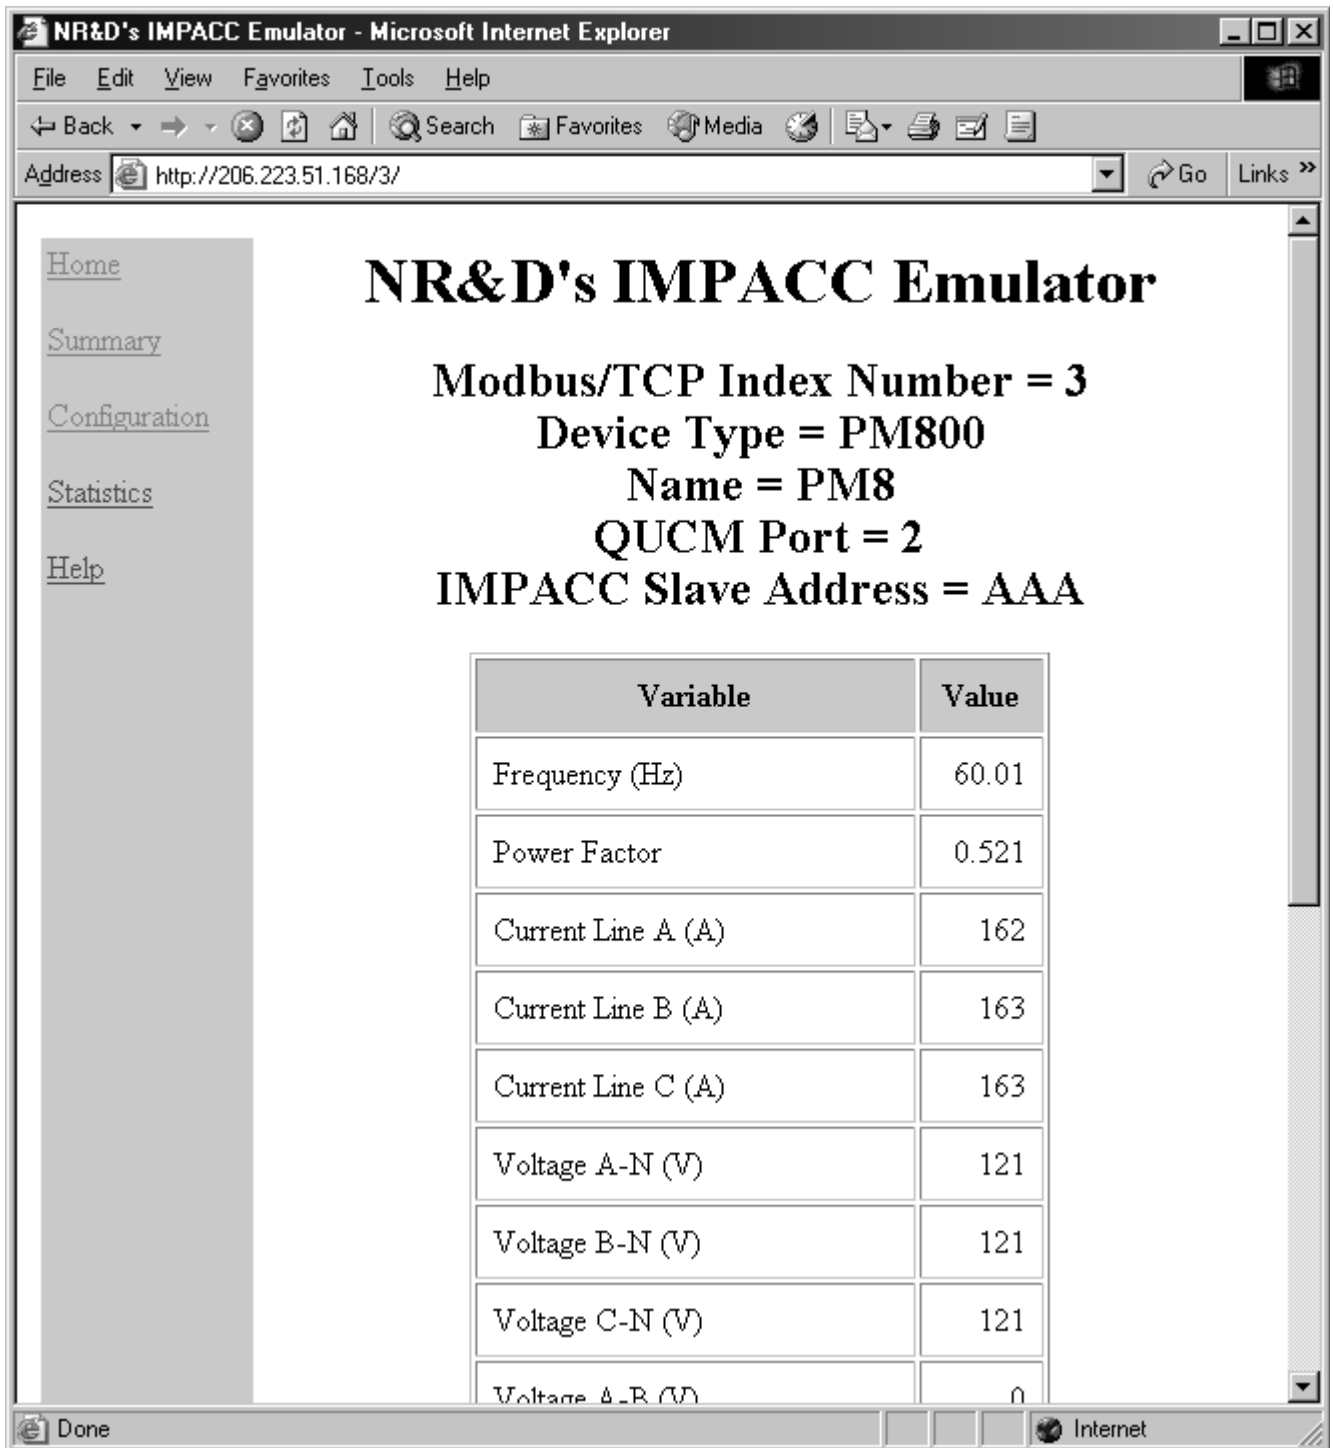 NR&D's IMPACC Emulator - Microsoft Internet Explorer
File Edit View Favorites Tools Help
Back Search Favorites Media
Address http://206.223.51.168/3/ Go Links »
Home
Summary
Configuration
Statistics
Help
NR&D's IMPACC Emulator
Modbus/TCP Index Number = 3
Device Type = PM800
Name = PM8
QUCM Port = 2
IMPACC Slave Address = AAA
Variable Value
Frequency (Hz) 60.01
Power Factor 0.521
Current Line A (A) 162
Current Line B (A) 163
Current Line C (A) 163
Voltage A-N (V) 121
Voltage B-N (V) 121
Voltage C-N (V) 121
Voltage A-B (V) 0
Done Internet